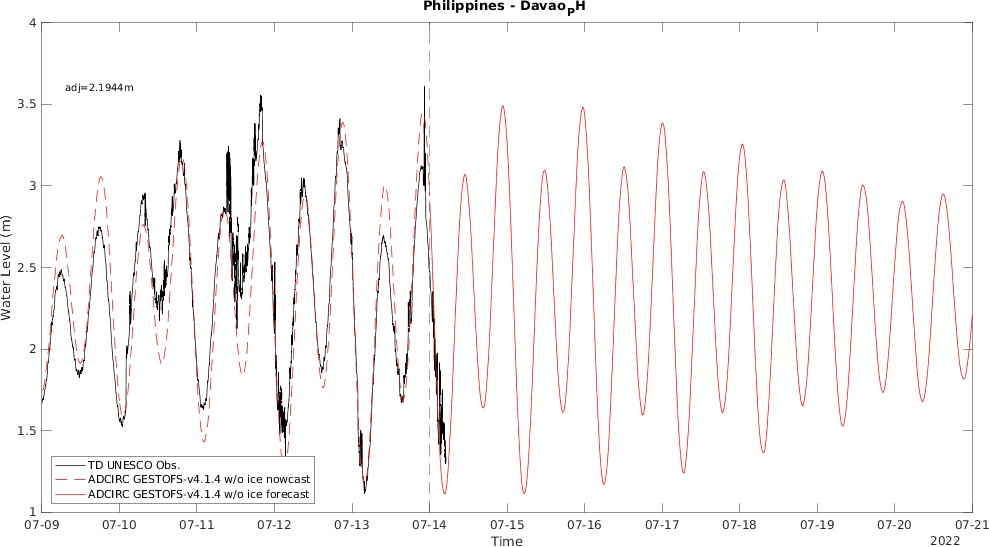 Philippines - Davao_pH
adj=2.1944m
Water Level (m)
4
3.5
3
2.5
2
1.5
1
TD UNESCO Obs.
ADCIRC GESTOFS-v4.1.4 w/o ice nowcast
ADCIRC GESTOFS-v4.1.4 w/o ice forecast
07-09 07-10 07-11 07-12 07-13 07-14 07-15 07-16 07-17 07-18 07-19 07-20 07-21
Time
2022